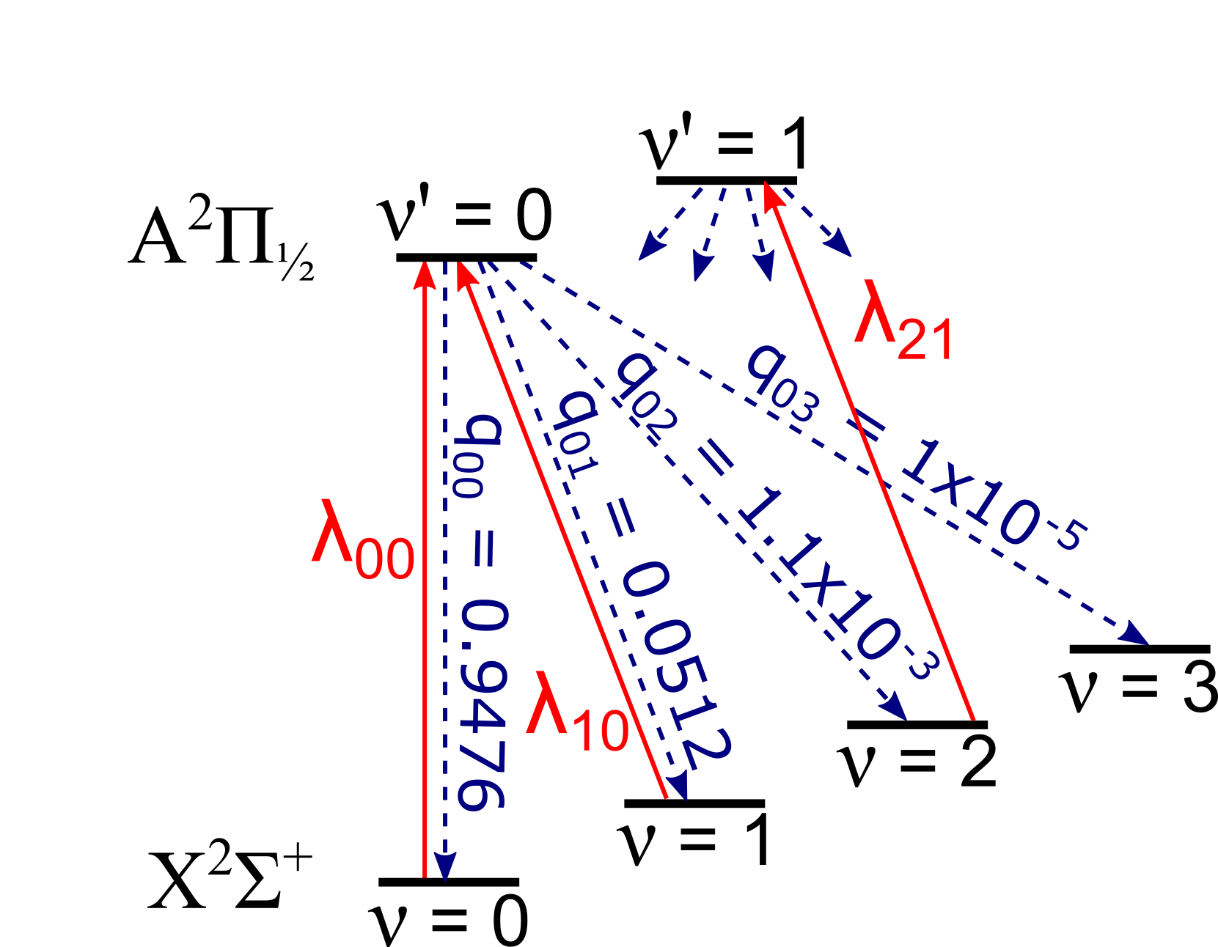 ν' = 1
ν' = 0
A²Π½
λ₂₁
q₀₃ = 1x10⁻⁵
q₀₂ = 1.1x10⁻³
q₀₁ = 0.0512
q₀₀ = 0.9476
λ₀₀
λ₁₀
ν = 3
ν = 2
ν = 1
X²Σ⁺
ν = 0